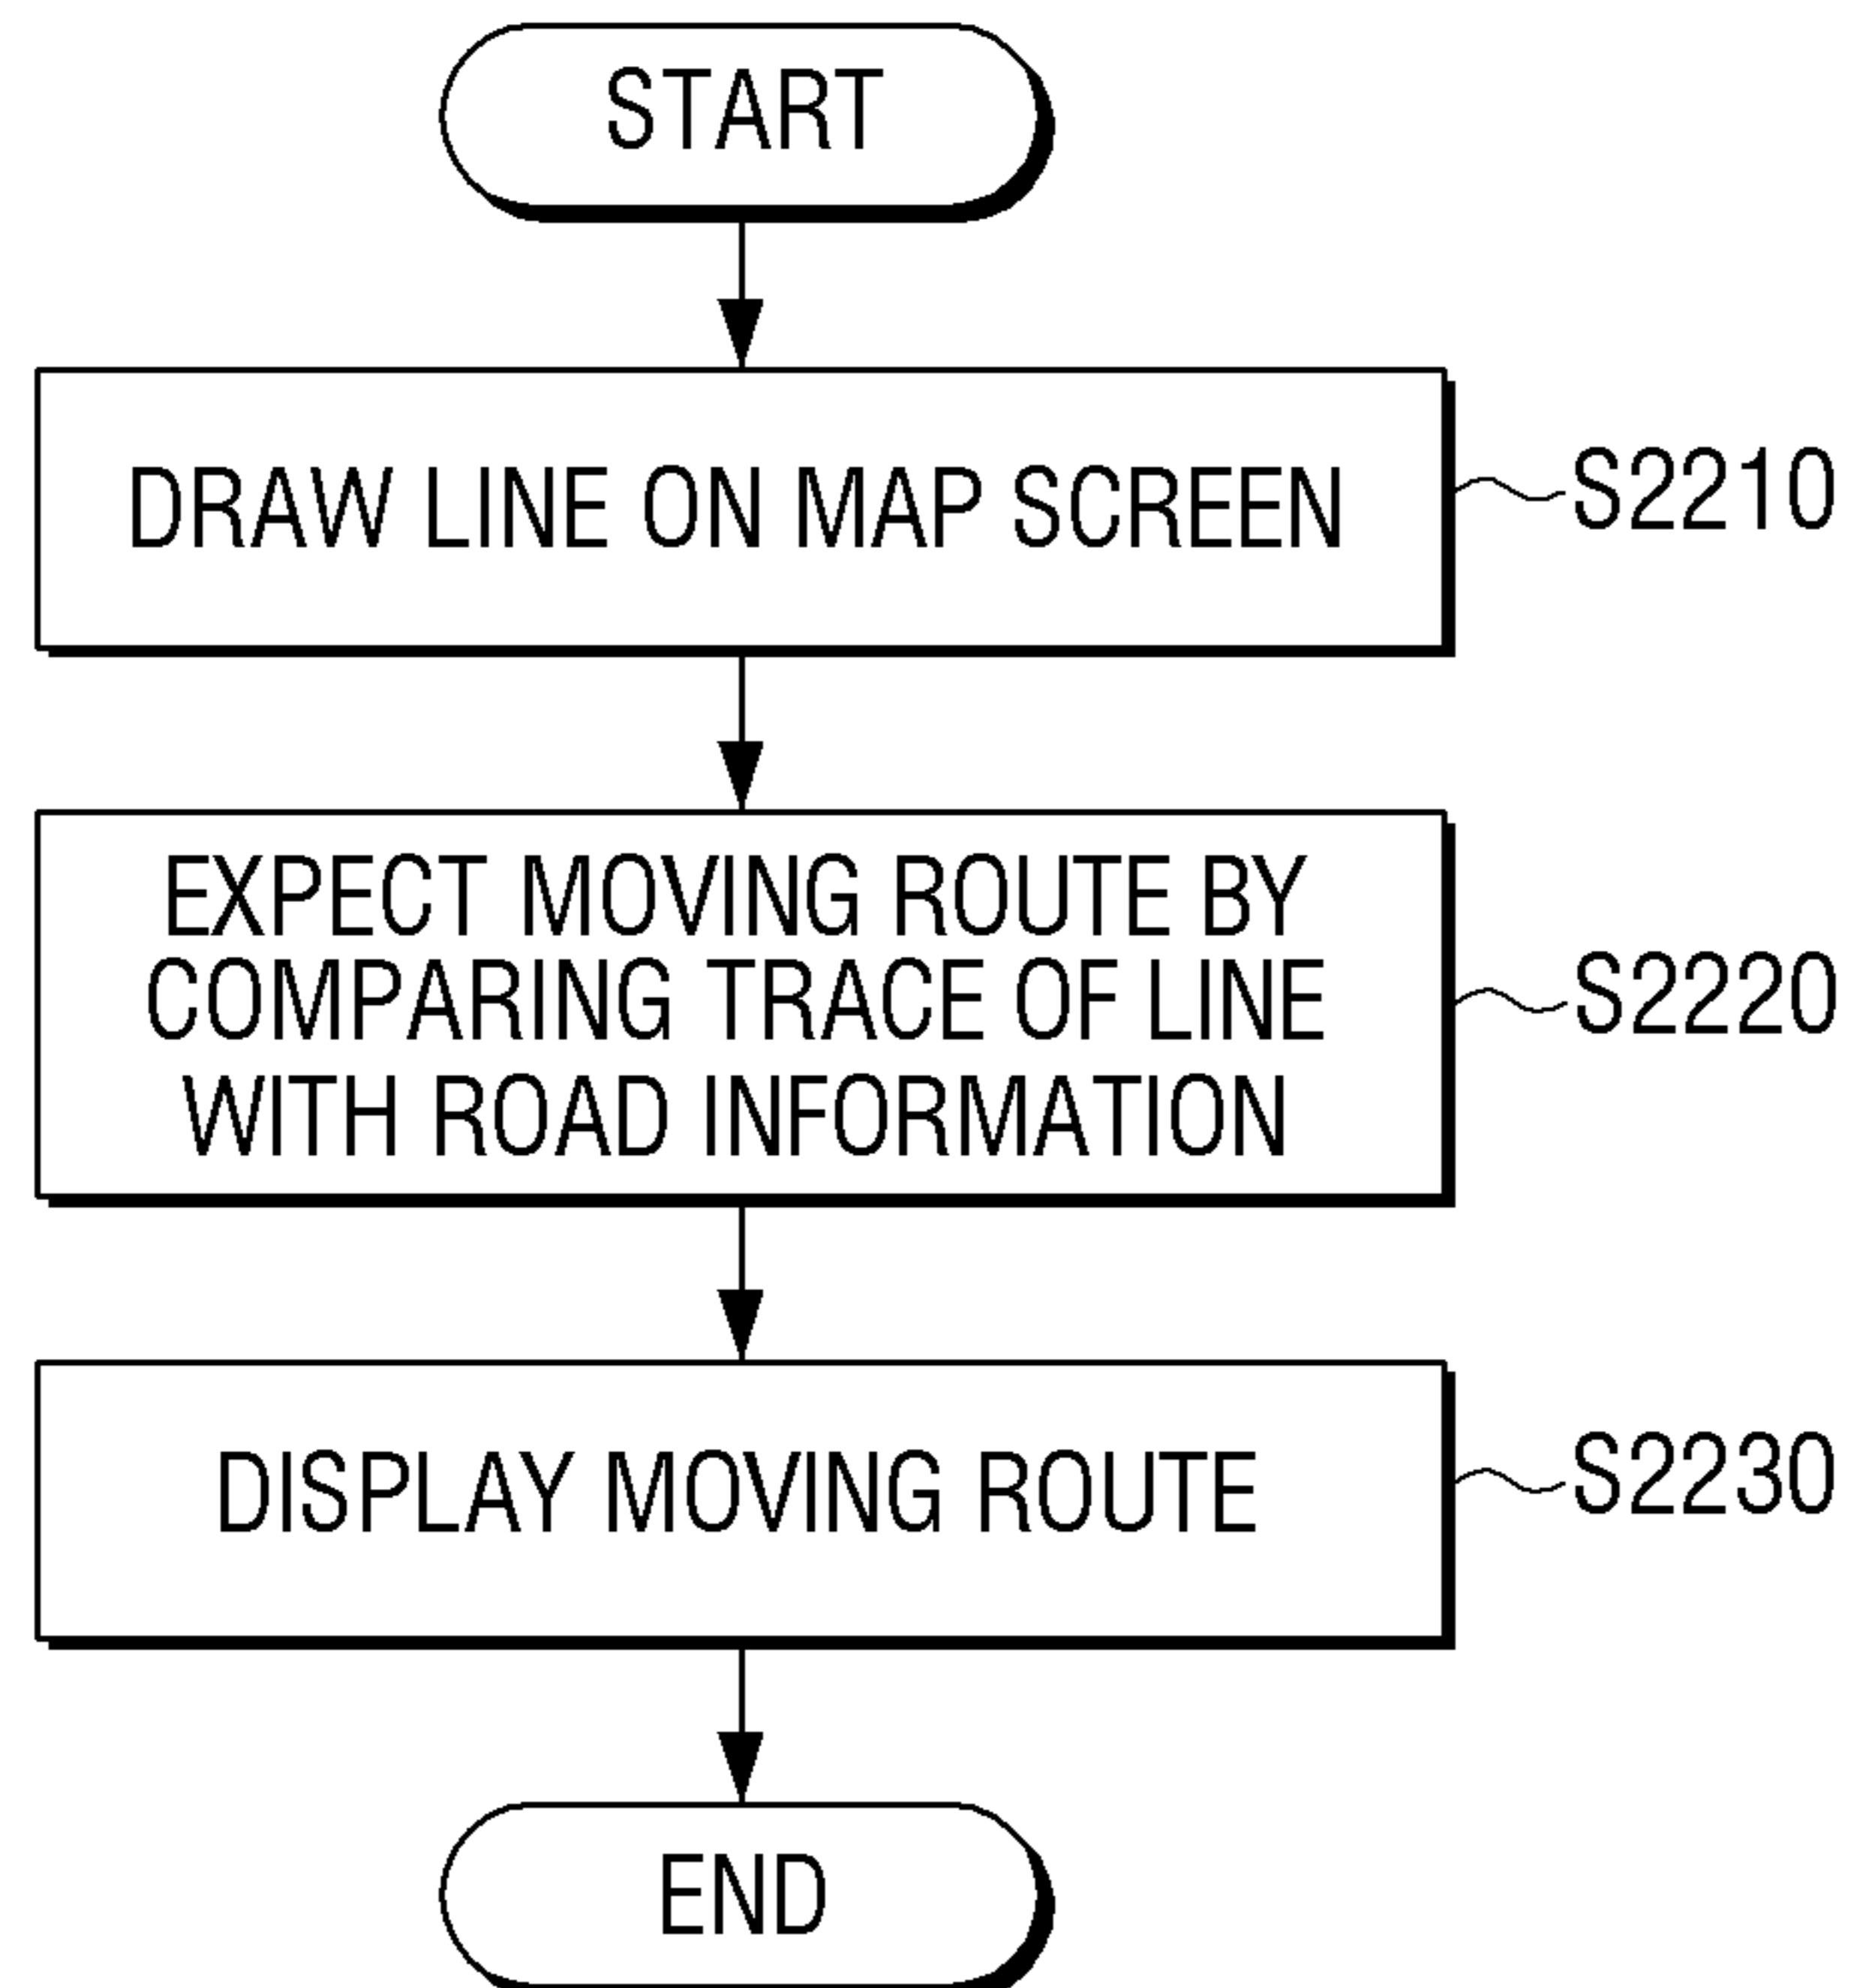 START
DRAW LINE ON MAP SCREEN
S2210
EXPECT MOVING ROUTE BY
COMPARING TRACE OF LINE
WITH ROAD INFORMATION
S2220
DISPLAY MOVING ROUTE
S2230
END